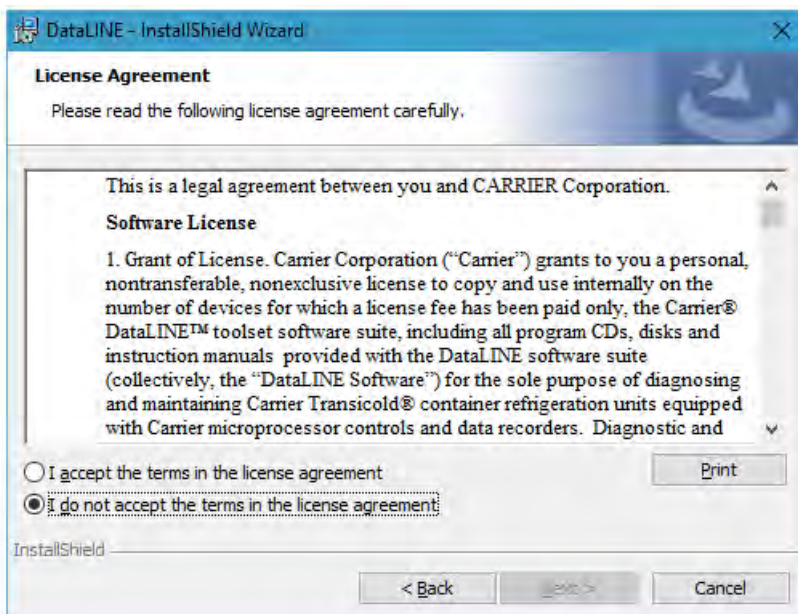 DataLINE - InstallShield Wizard
License Agreement
Please read the following license agreement carefully.
This is a legal agreement between you and CARRIER Corporation.
Software License
1. Grant of License. Carrier Corporation (“Carrier”) grants to you a personal,
nontransferable, nonexclusive license to copy and use internally on the
number of devices for which a license fee has been paid only, the Carrier®
DataLINE™ toolset software suite, including all program CDs, disks and
instruction manuals provided with the DataLINE software suite
(collectively, the “DataLINE Software”) for the sole purpose of diagnosing
and maintaining Carrier Transicold® container refrigeration units equipped
with Carrier microprocessor controls and data recorders. Diagnostic and
I accept the terms in the license agreement
Print
I do not accept the terms in the license agreement
InstallShield
< Back
Next >
Cancel